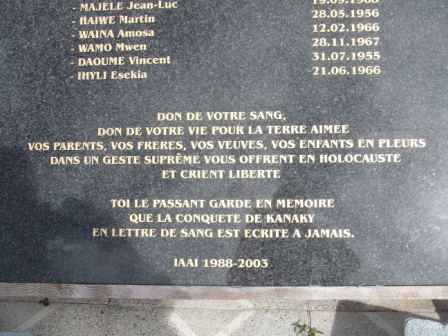 - MAJELE Jean-Luc 19.09.1968
- HAIWE Martin 28.05.1956
- WAINA Amosa 12.02.1966
- WAMO Mwen 28.11.1967
DAOUME Vincent 31.07.1955
- IHYLI Esekia 21.06.1966
DON DE VOTRE SANG,
DON DE VOTRE VIE POUR LA TERRE AIMÉE
VOS PARENTS, VOS FRERES, VOS VEUVES, VOS ENFANTS EN PLEURS
DANS UN GESTE SUPRÊME VOUS OFFRENT EN HOLOCAUSTE
ET CRIENT LIBERTE
TOI LE PASSANT GARDE EN MEMOIRE
QUE LA CONQUETE DE KANAKY
EN LETTRE DE SANG EST ECRITE A JAMAIS.
IAAI 1988-2003